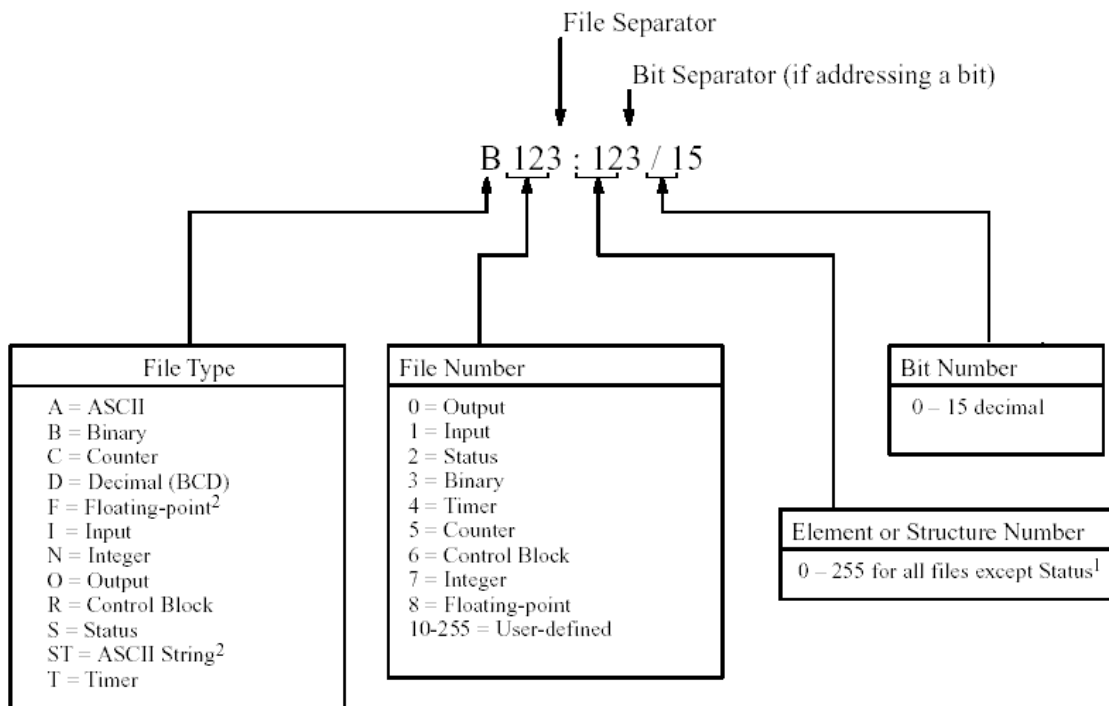 File Separator
Bit Separator (if addressing a bit)
B 123 : 123 / 15
File Type
A = ASCII
B = Binary
C = Counter
D = Decimal (BCD)
F = Floating-point2
I = Input
N = Integer
O = Output
R = Control Block
S = Status
ST = ASCII String2
T = Timer
File Number
0 = Output
1 = Input
2 = Status
3 = Binary
4 = Timer
5 = Counter
6 = Control Block
7 = Integer
8 = Floating-point
10-255 = User-defined
Bit Number
0 – 15 decimal
Element or Structure Number
0 – 255 for all files except Status1